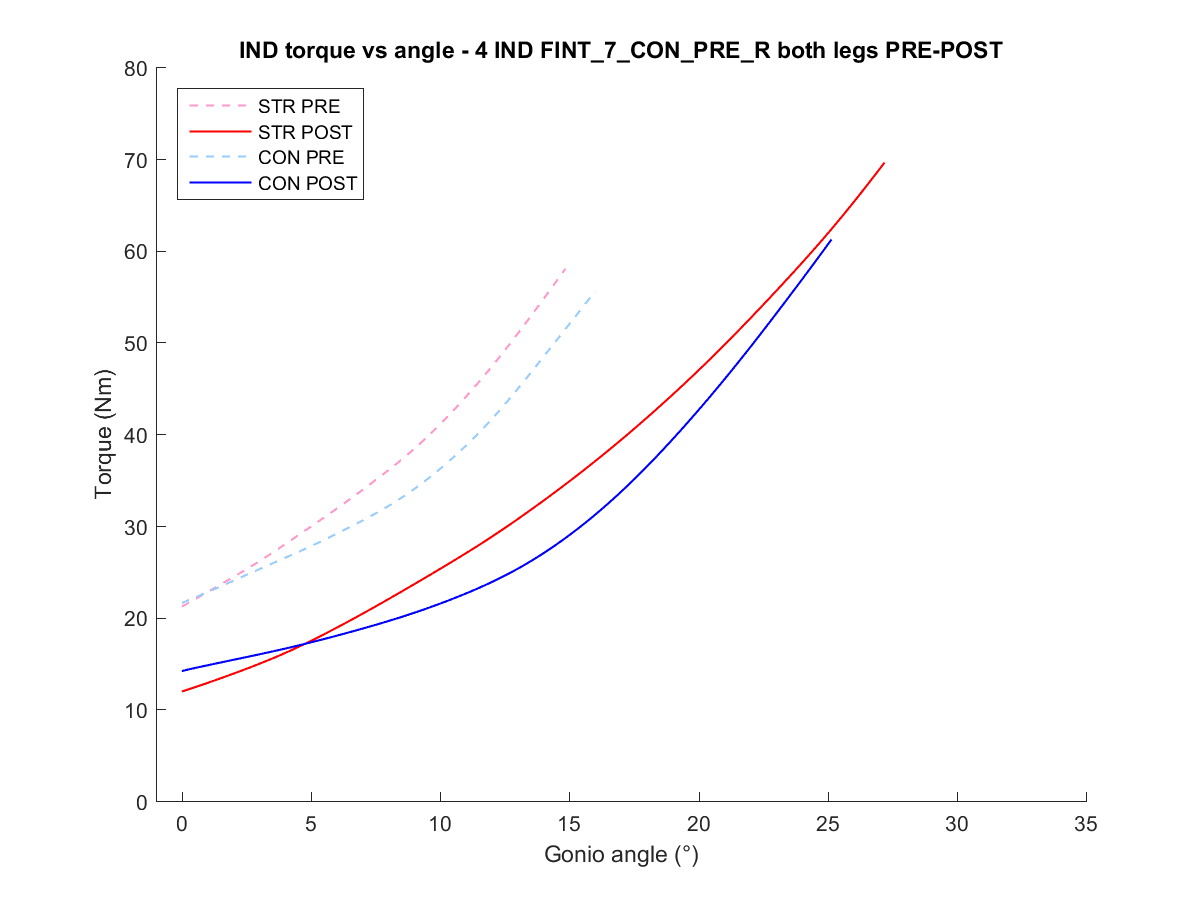 IND torque vs angle - 4 IND FINT_7_CON_PRE_R both legs PRE-POST
80
70
60
50
40
30
20
10
0
Torque (Nm)
STR PRE
STR POST
CON PRE
CON POST
0 5 10 15 20 25 30 35
Gonio angle (°)